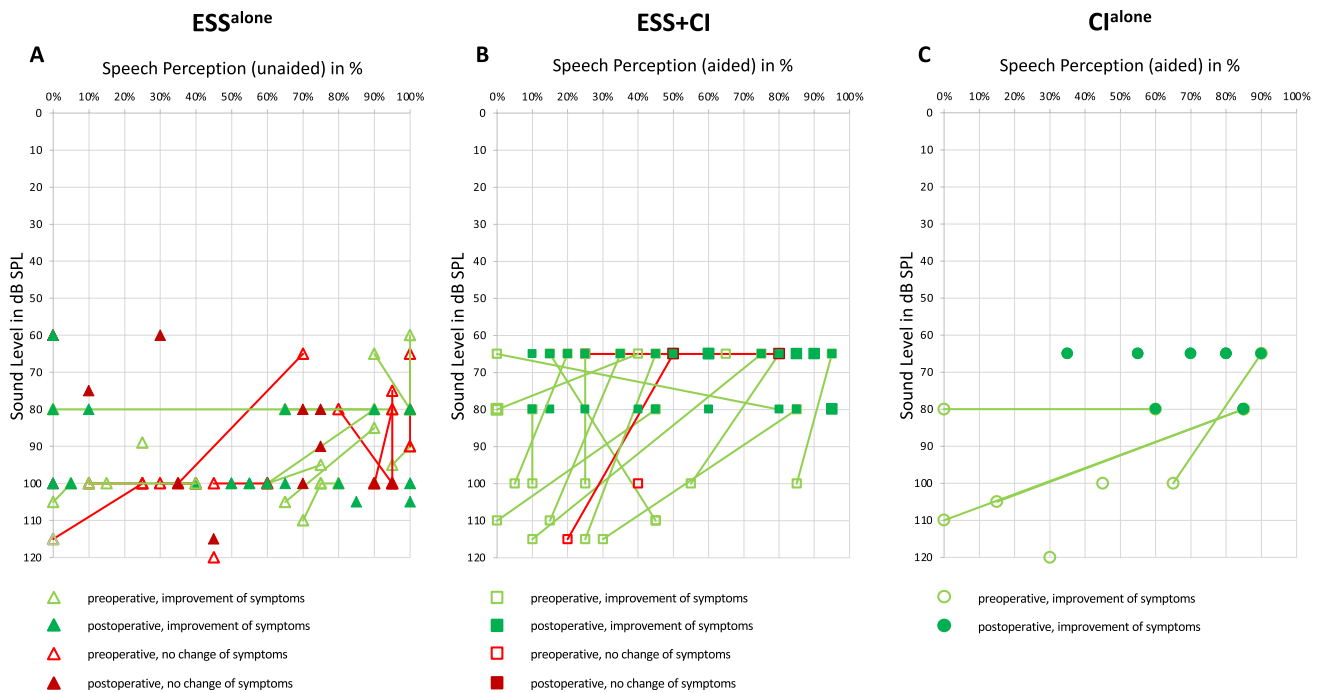 ESSalone
ESS+CI
CIalone
A
B
C
Speech Perception (unaided) in %
Speech Perception (aided) in %
Speech Perception (aided) in %
0% 10% 20% 30% 40% 50% 60% 70% 80% 90% 100%
0% 10% 20% 30% 40% 50% 60% 70% 80% 90% 100%
0% 10% 20% 30% 40% 50% 60% 70% 80% 90% 100%
Sound Level in dB SPL
0
10
20
30
40
50
60
70
80
90
100
110
120
Sound Level in dB SPL
0
10
20
30
40
50
60
70
80
90
100
110
120
Sound Level in dB SPL
0
10
20
30
40
50
60
70
80
90
100
110
120
preoperative, improvement of symptoms
postoperative, improvement of symptoms
preoperative, no change of symptoms
postoperative, no change of symptoms
preoperative, improvement of symptoms
postoperative, improvement of symptoms
preoperative, no change of symptoms
postoperative, no change of symptoms
preoperative, improvement of symptoms
postoperative, improvement of symptoms